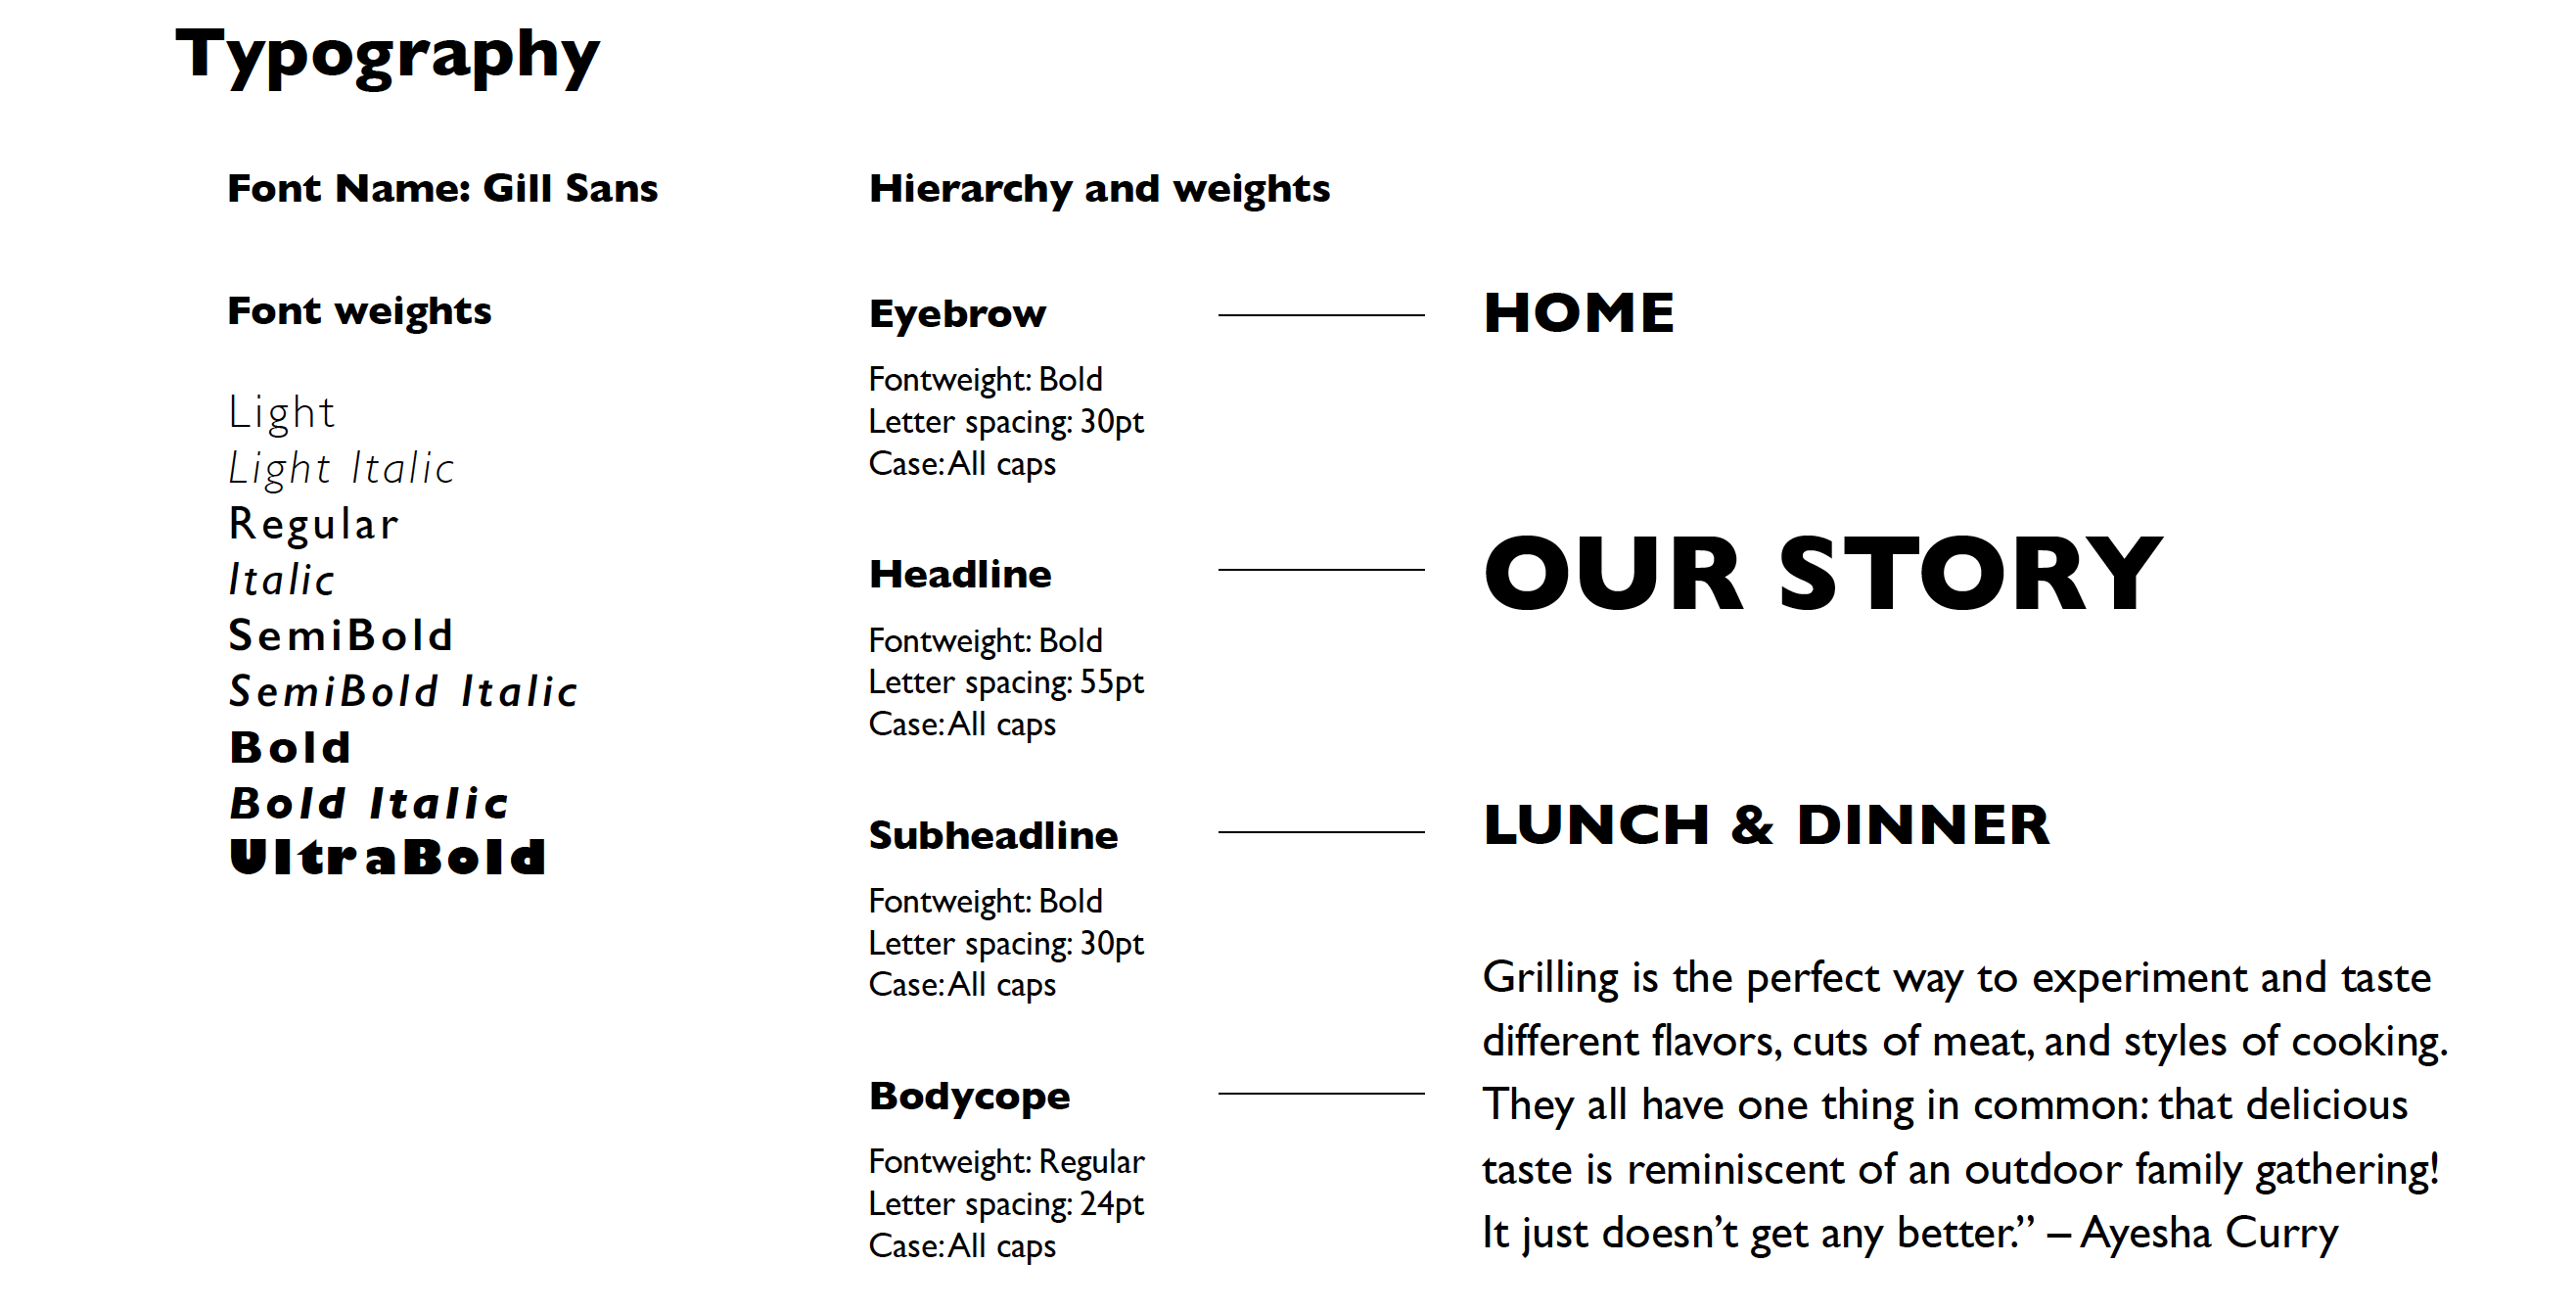 Typography
Font Name: Gill Sans
Font weights
Light
Light Italic
Regular
Italic
SemiBold
SemiBold Italic
Bold
Bold Italic
UltraBold
Hierarchy and weights
Eyebrow
Fontweight: Bold
Letter spacing: 30pt
Case: All caps
HOME
Headline
Fontweight: Bold
Letter spacing: 55pt
Case: All caps
OUR STORY
Subheadline
Fontweight: Bold
Letter spacing: 30pt
Case: All caps
LUNCH & DINNER
Bodycope
Fontweight: Regular
Letter spacing: 24pt
Case: All caps
Grilling is the perfect way to experiment and taste
different flavors, cuts of meat, and styles of cooking.
They all have one thing in common: that delicious
taste is reminiscent of an outdoor family gathering!
It just doesn’t get any better.” – Ayesha Curry